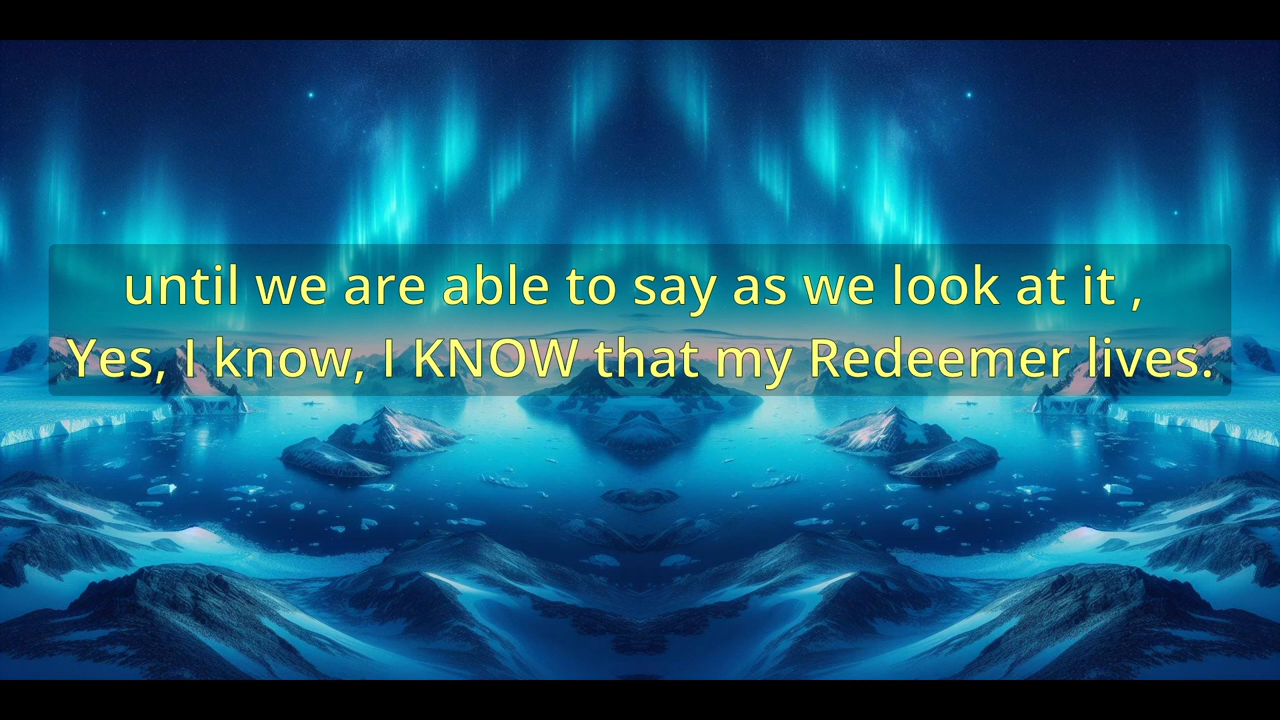 until we are able to say as we look at it ,
Yes, I know, I KNOW that my Redeemer lives.